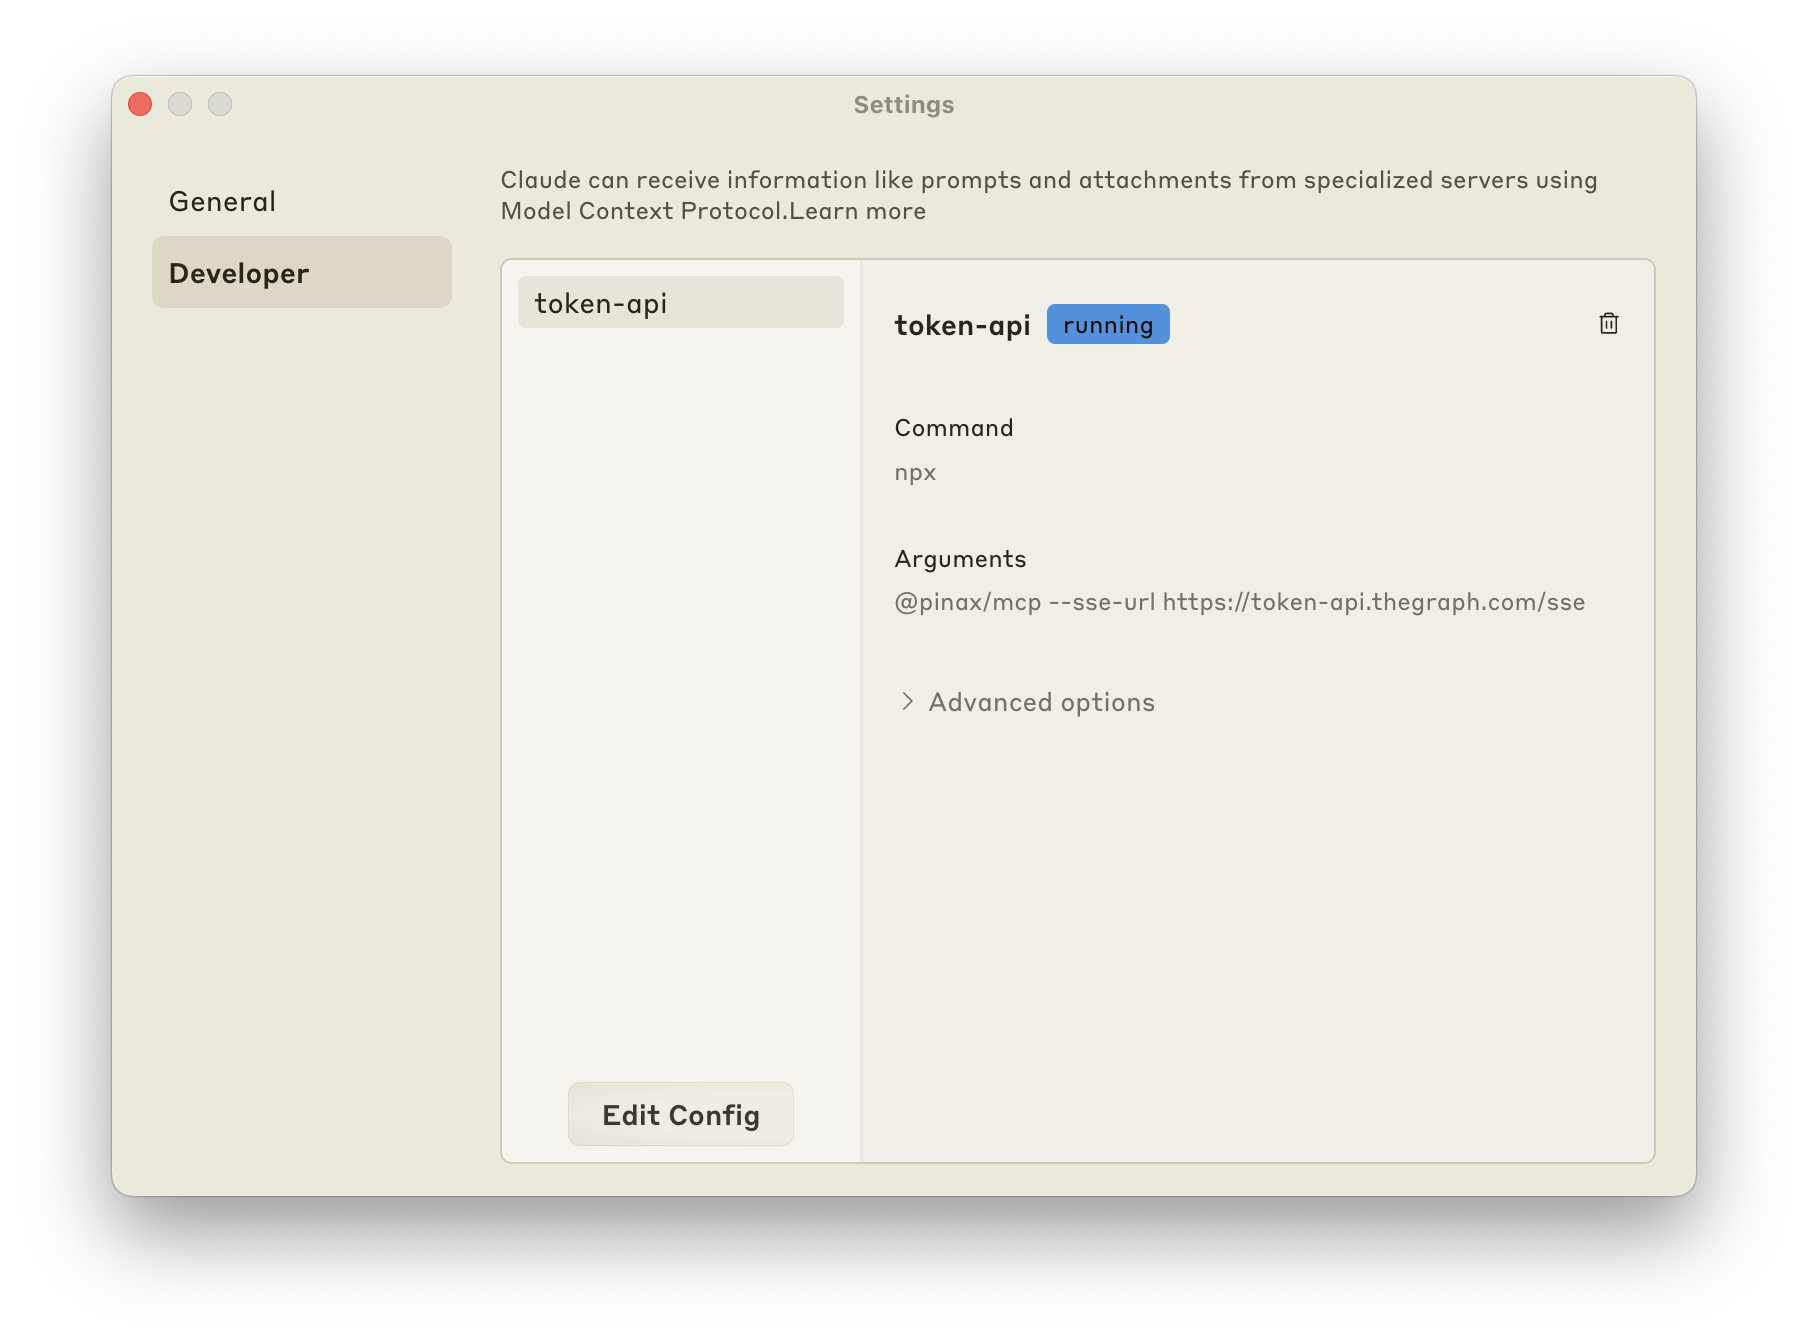 Settings
General
Developer
Claude can receive information like prompts and attachments from specialized servers using
Model Context Protocol.Learn more
token-api
Edit Config
token-api running
Command
npx
Arguments
@pinax/mcp --sse-url https://token-api.thegraph.com/sse
Advanced options